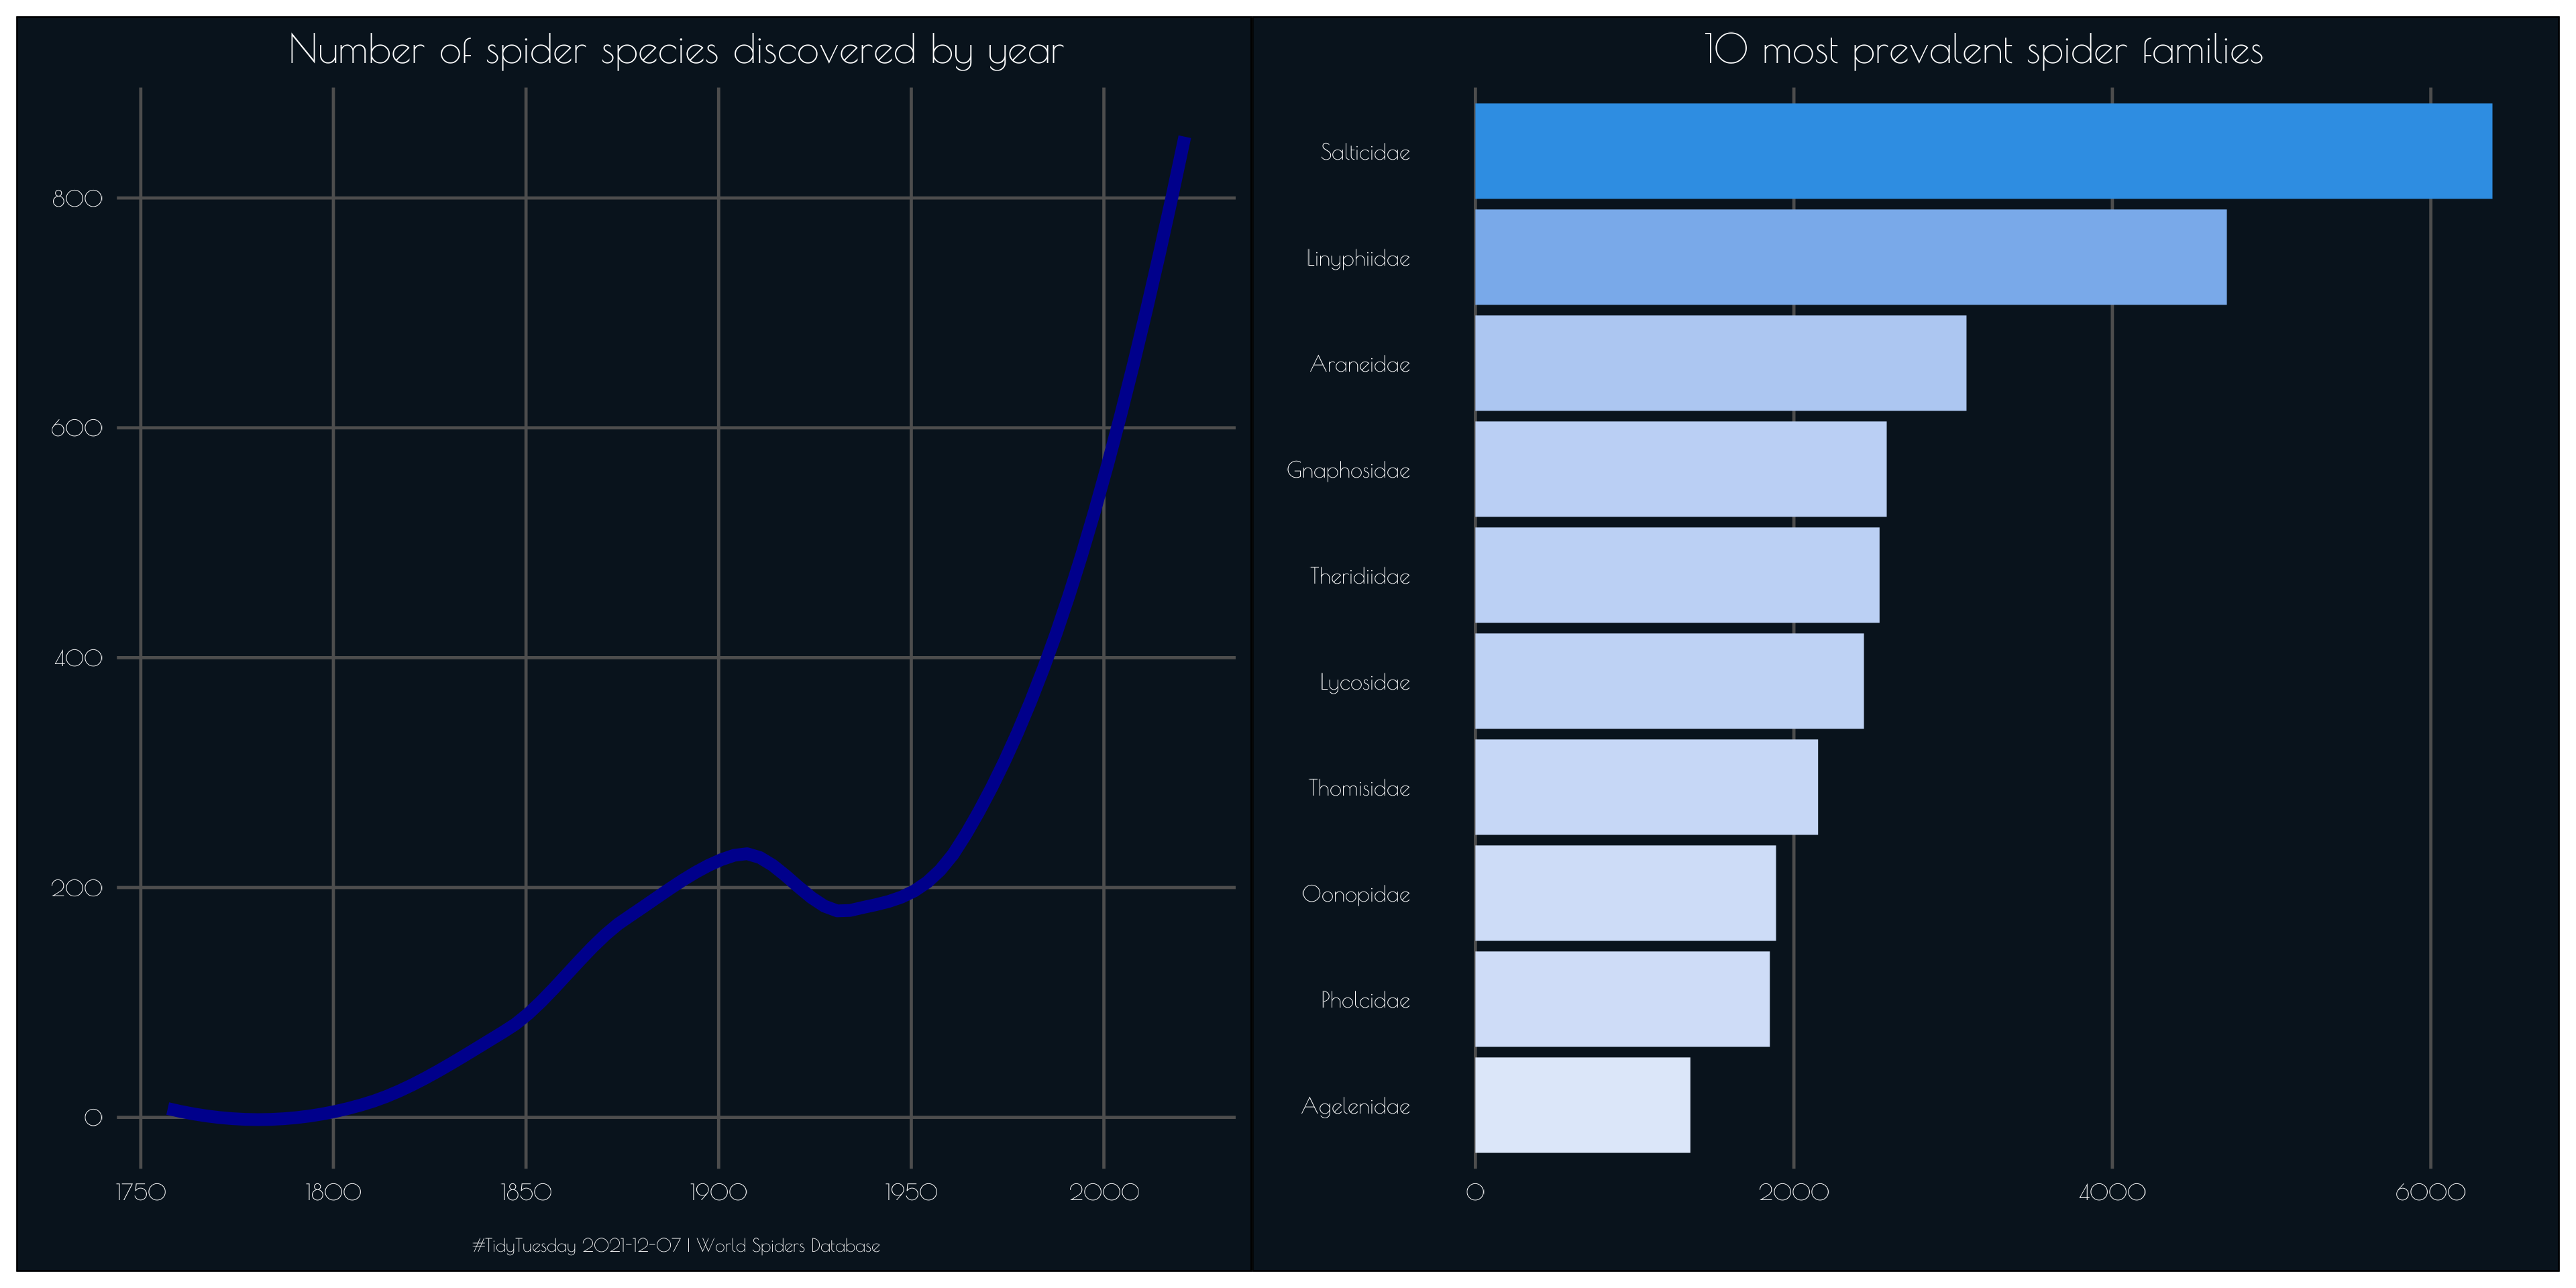 Number of spider species discovered by year
800
600
400
200
0
1750 1800 1850 1900 1950 2000
#TidyTuesday 2021-12-07 | World Spiders Database
10 most prevalent spider families
Salticidae
Linyphiidae
Araneidae
Gnaphosidae
Theridiidae
Lycosidae
Thomisidae
Oonopidae
Pholcidae
Agelenidae
0 2000 4000 6000